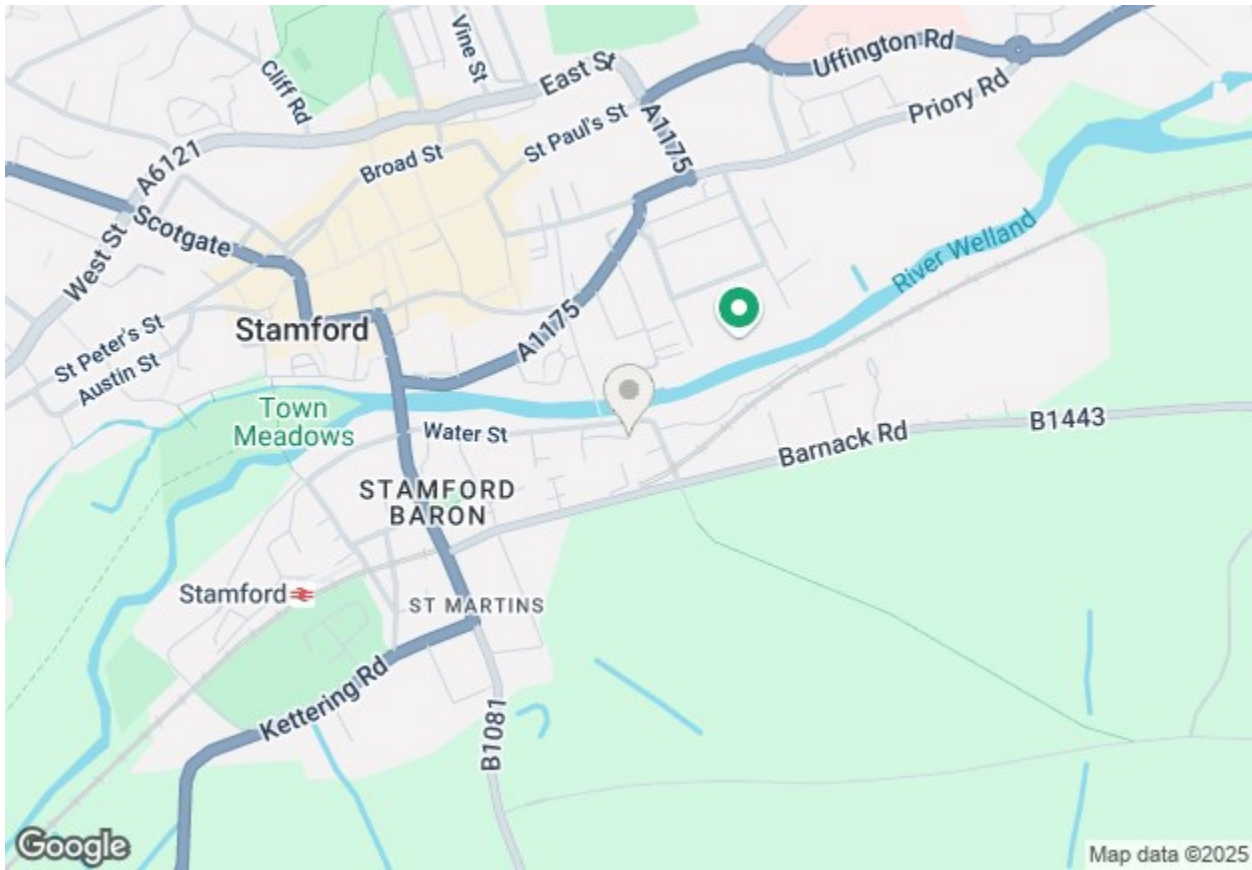 Vine St
Cliff Rd
East St
Uffington Rd
Priory Rd
St Paul's St
A1175
A6121
Broad St
Scotgate
West St
River Welland
Stamford
St Peter's St
Austin St
A1175
Town
Meadows
Water St
Barnack Rd
B1443
STAMFORD
BARON
Stamford
ST MARTINS
Kettering Rd
B1081
Google
Map data ©2025